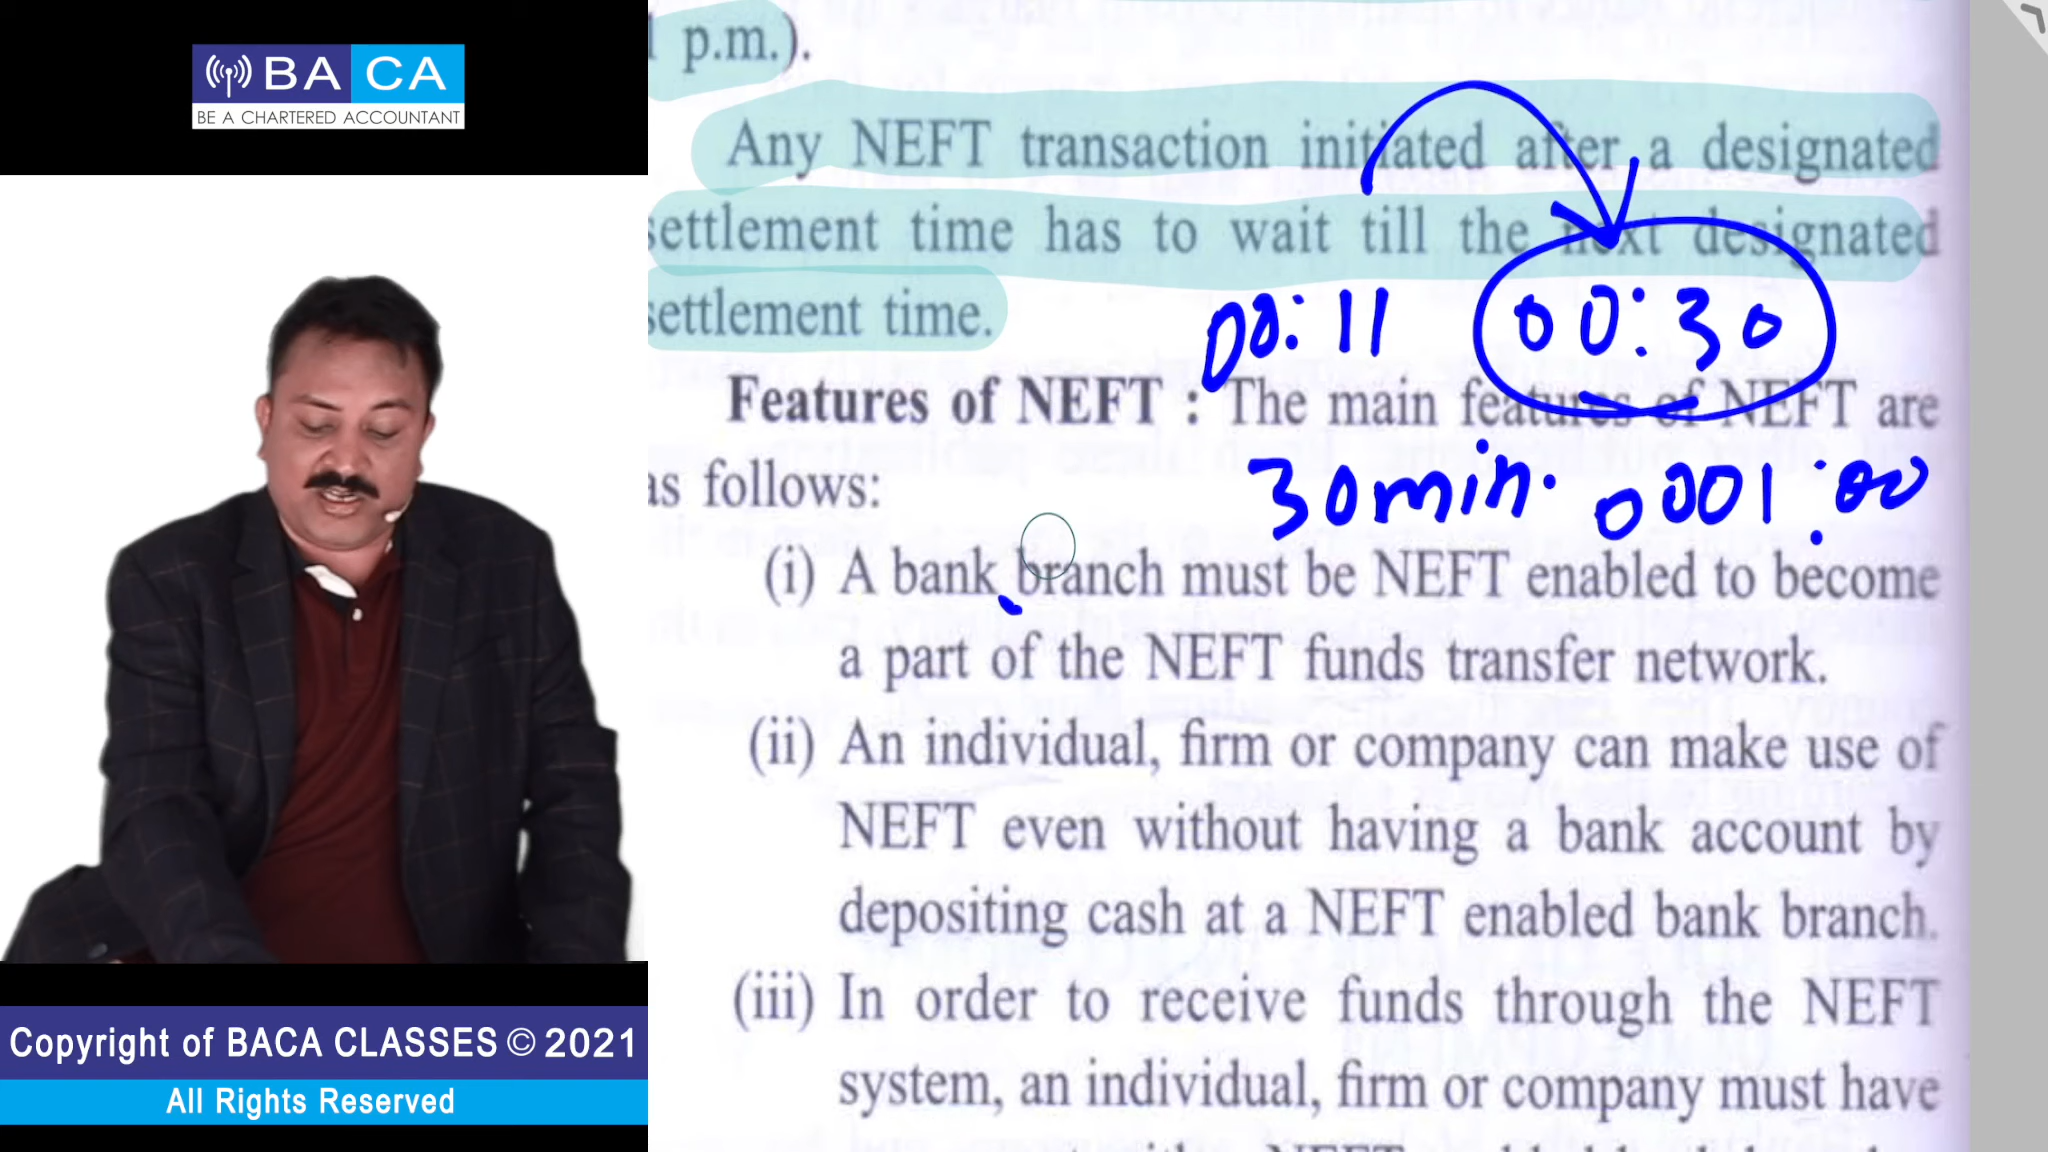 BA CA
BE A CHARTERED ACCOUNTANT
p.m.).
Any NEFT transaction initiated after a designated
settlement time has to wait till the next designated
settlement time.
00:11 00:30
Features of NEFT : The main features of NEFT are
as follows:
30min. 0001:00
(i) A bank branch must be NEFT enabled to become
a part of the NEFT funds transfer network.
(ii) An individual, firm or company can make use of
NEFT even without having a bank account by
depositing cash at a NEFT enabled bank branch.
(iii) In order to receive funds through the NEFT
system, an individual, firm or company must have
Copyright of BACA CLASSES © 2021
All Rights Reserved